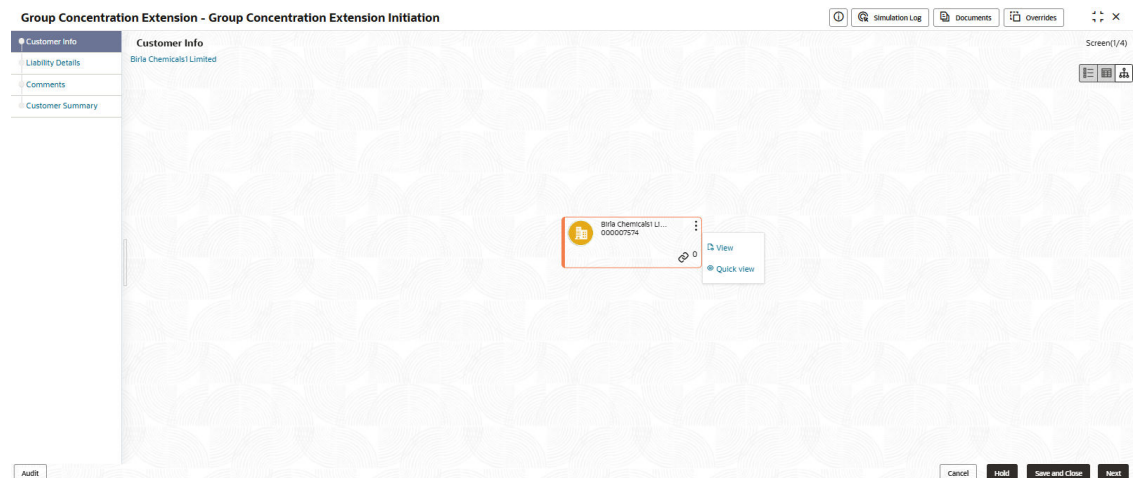 Group Concentration Extension - Group Concentration Extension Initiation
Simulation Log
Documents
Overrides
Customer Info
Liability Details
Comments
Customer Summary
Customer Info
Screen(1/4)
Birla Chemicals1 Limited
Birla Chemicals1 Li...
000007574
0
View
Quick view
Audit
Cancel
Hold
Save and Close
Next